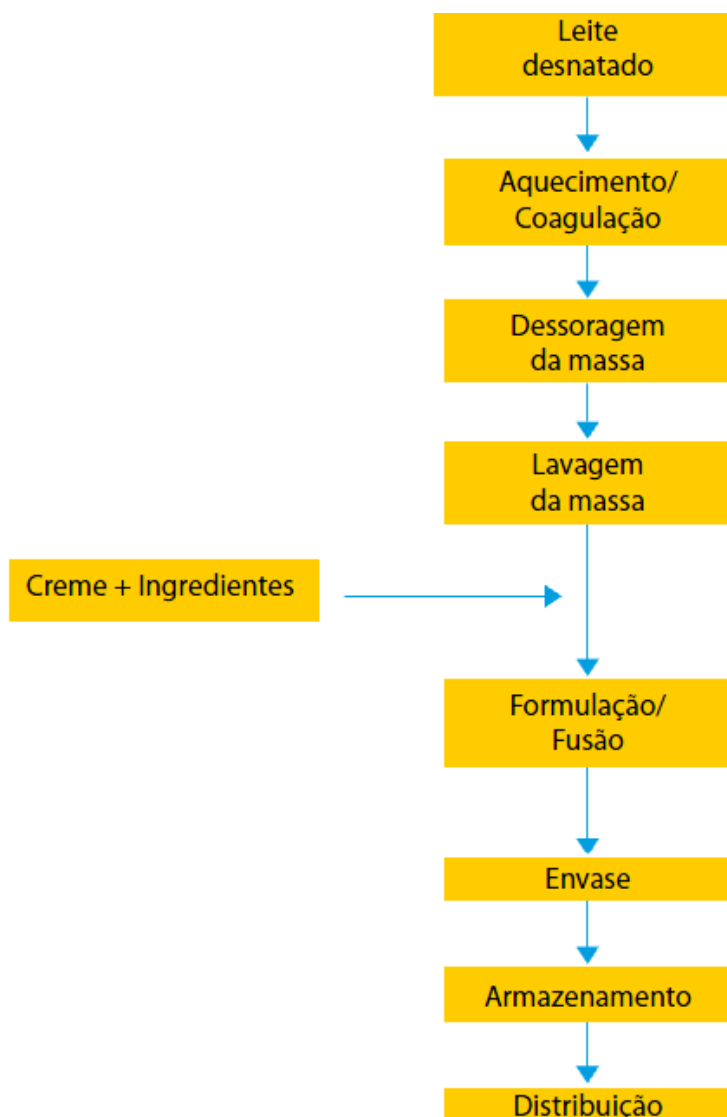 Leite
desnatado
Aquecimento/
Coagulação
Dessoragem
da massa
Lavagem
da massa
Creme + Ingredientes
Formulação/
Fusão
Envase
Armazenamento
Distribuição